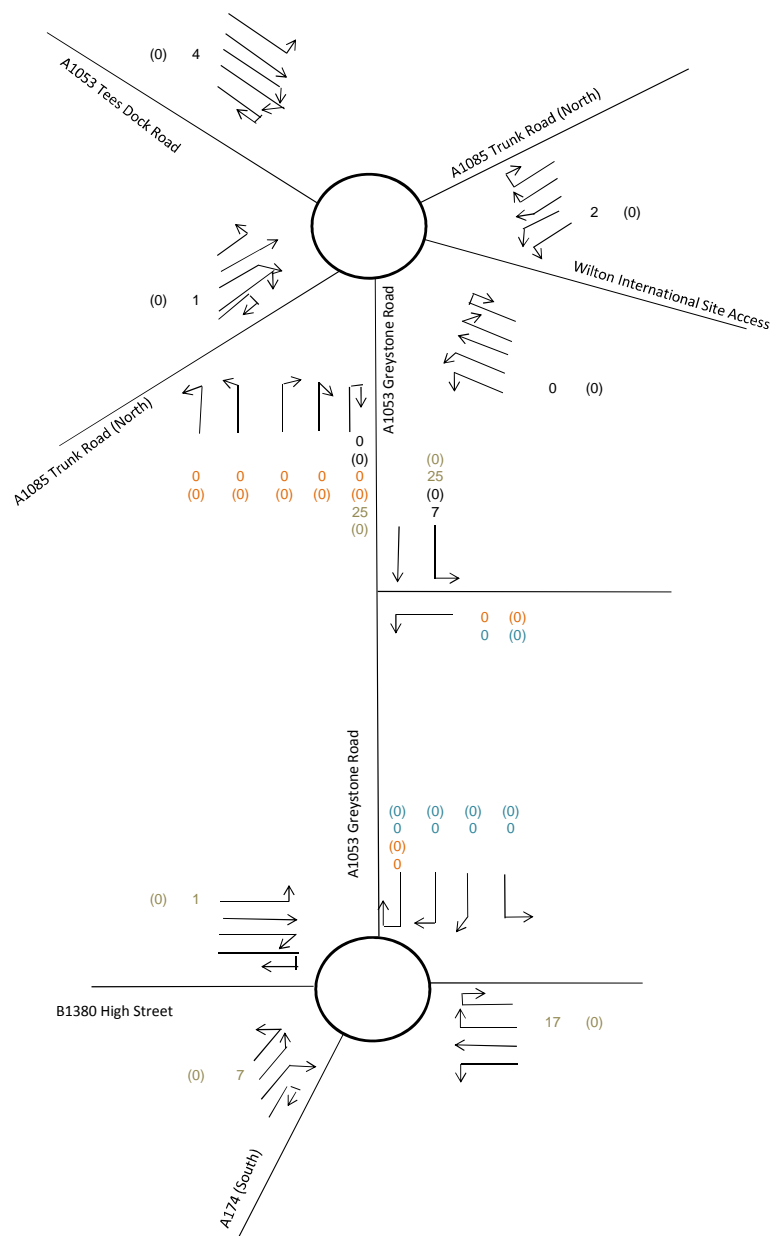 (0) 4
A1053 Tees Dock Road
A1085 Trunk Road (North)
2 (0)
Wilton International Site Access
(0) 1
A1053 Greystone Road
0 (0)
A1085 Trunk Road (North)
0
(0)
0 0 0 0 0
(0) (0) (0) (0) (0)
25
(0)
(0)
25
(0)
7
0 (0)
0 (0)
A1053 Greystone Road
(0) (0) (0) (0)
0 0 0 0
(0)
0
(0) 1
B1380 High Street
17 (0)
(0) 7
A174 (South)